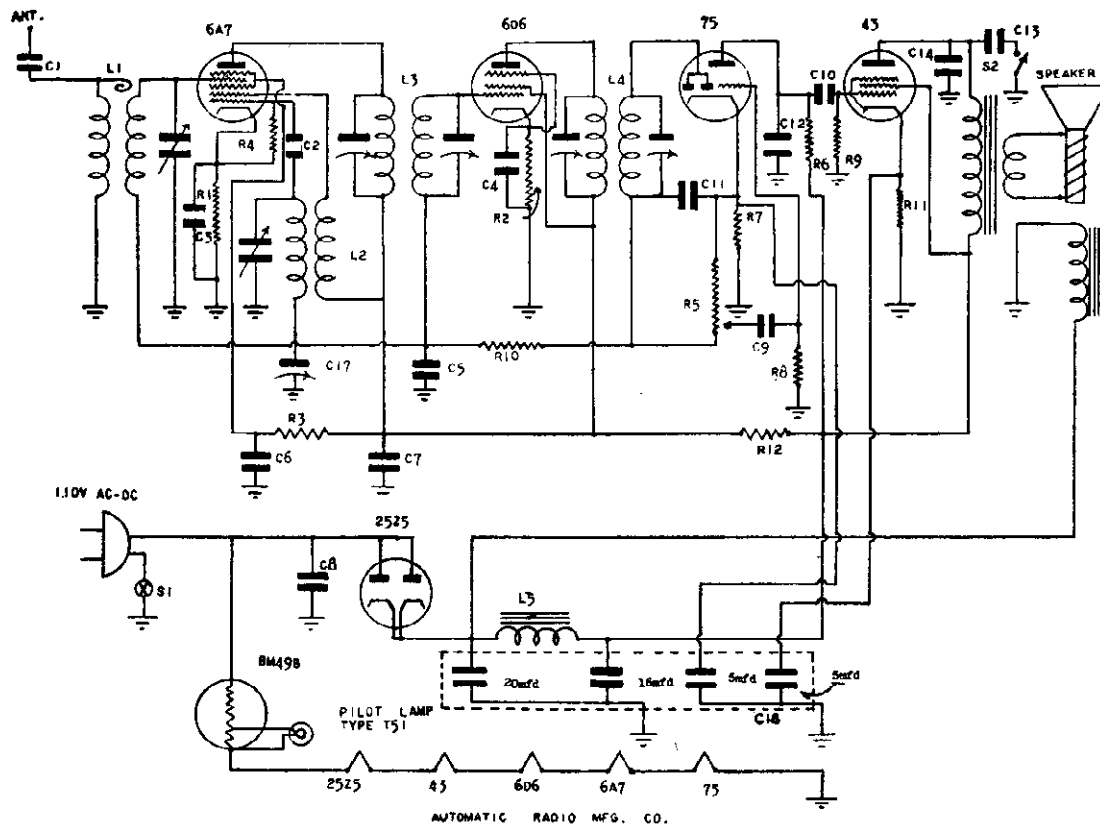 ANT.
6A7
6D6
75
43
C13
C1
L1
C14
S2
SPEAKER
L3
L4
C10
R4
C2
C12
R6
R9
C4
C11
R1
R2
R7
R11
C3
L2
R5
C9
C17
C5
R10
R8
R3
R12
C6
C7
110V AC-DC
25Z5
C8
S1
L3
BM49B
20mfd
16mfd
5mfd
5mfd
C18
PILOT LAMP
TYPE T51
25Z5
43
6D6
6A7
75
AUTOMATIC RADIO MFG. CO.